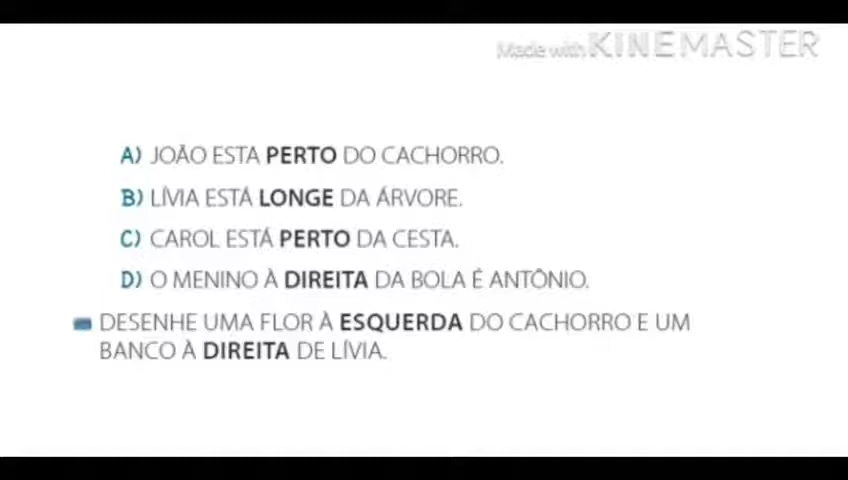 Made with KINEMASTER
A) JOÃO ESTA PERTO DO CACHORRO.
B) LÍVIA ESTÁ LONGE DA ÁRVORE.
C) CAROL ESTÁ PERTO DA CESTA.
D) O MENINO À DIREITA DA BOLA É ANTÔNIO.
DESENHE UMA FLOR À ESQUERDA DO CACHORRO E UM
BANCO À DIREITA DE LÍVIA.